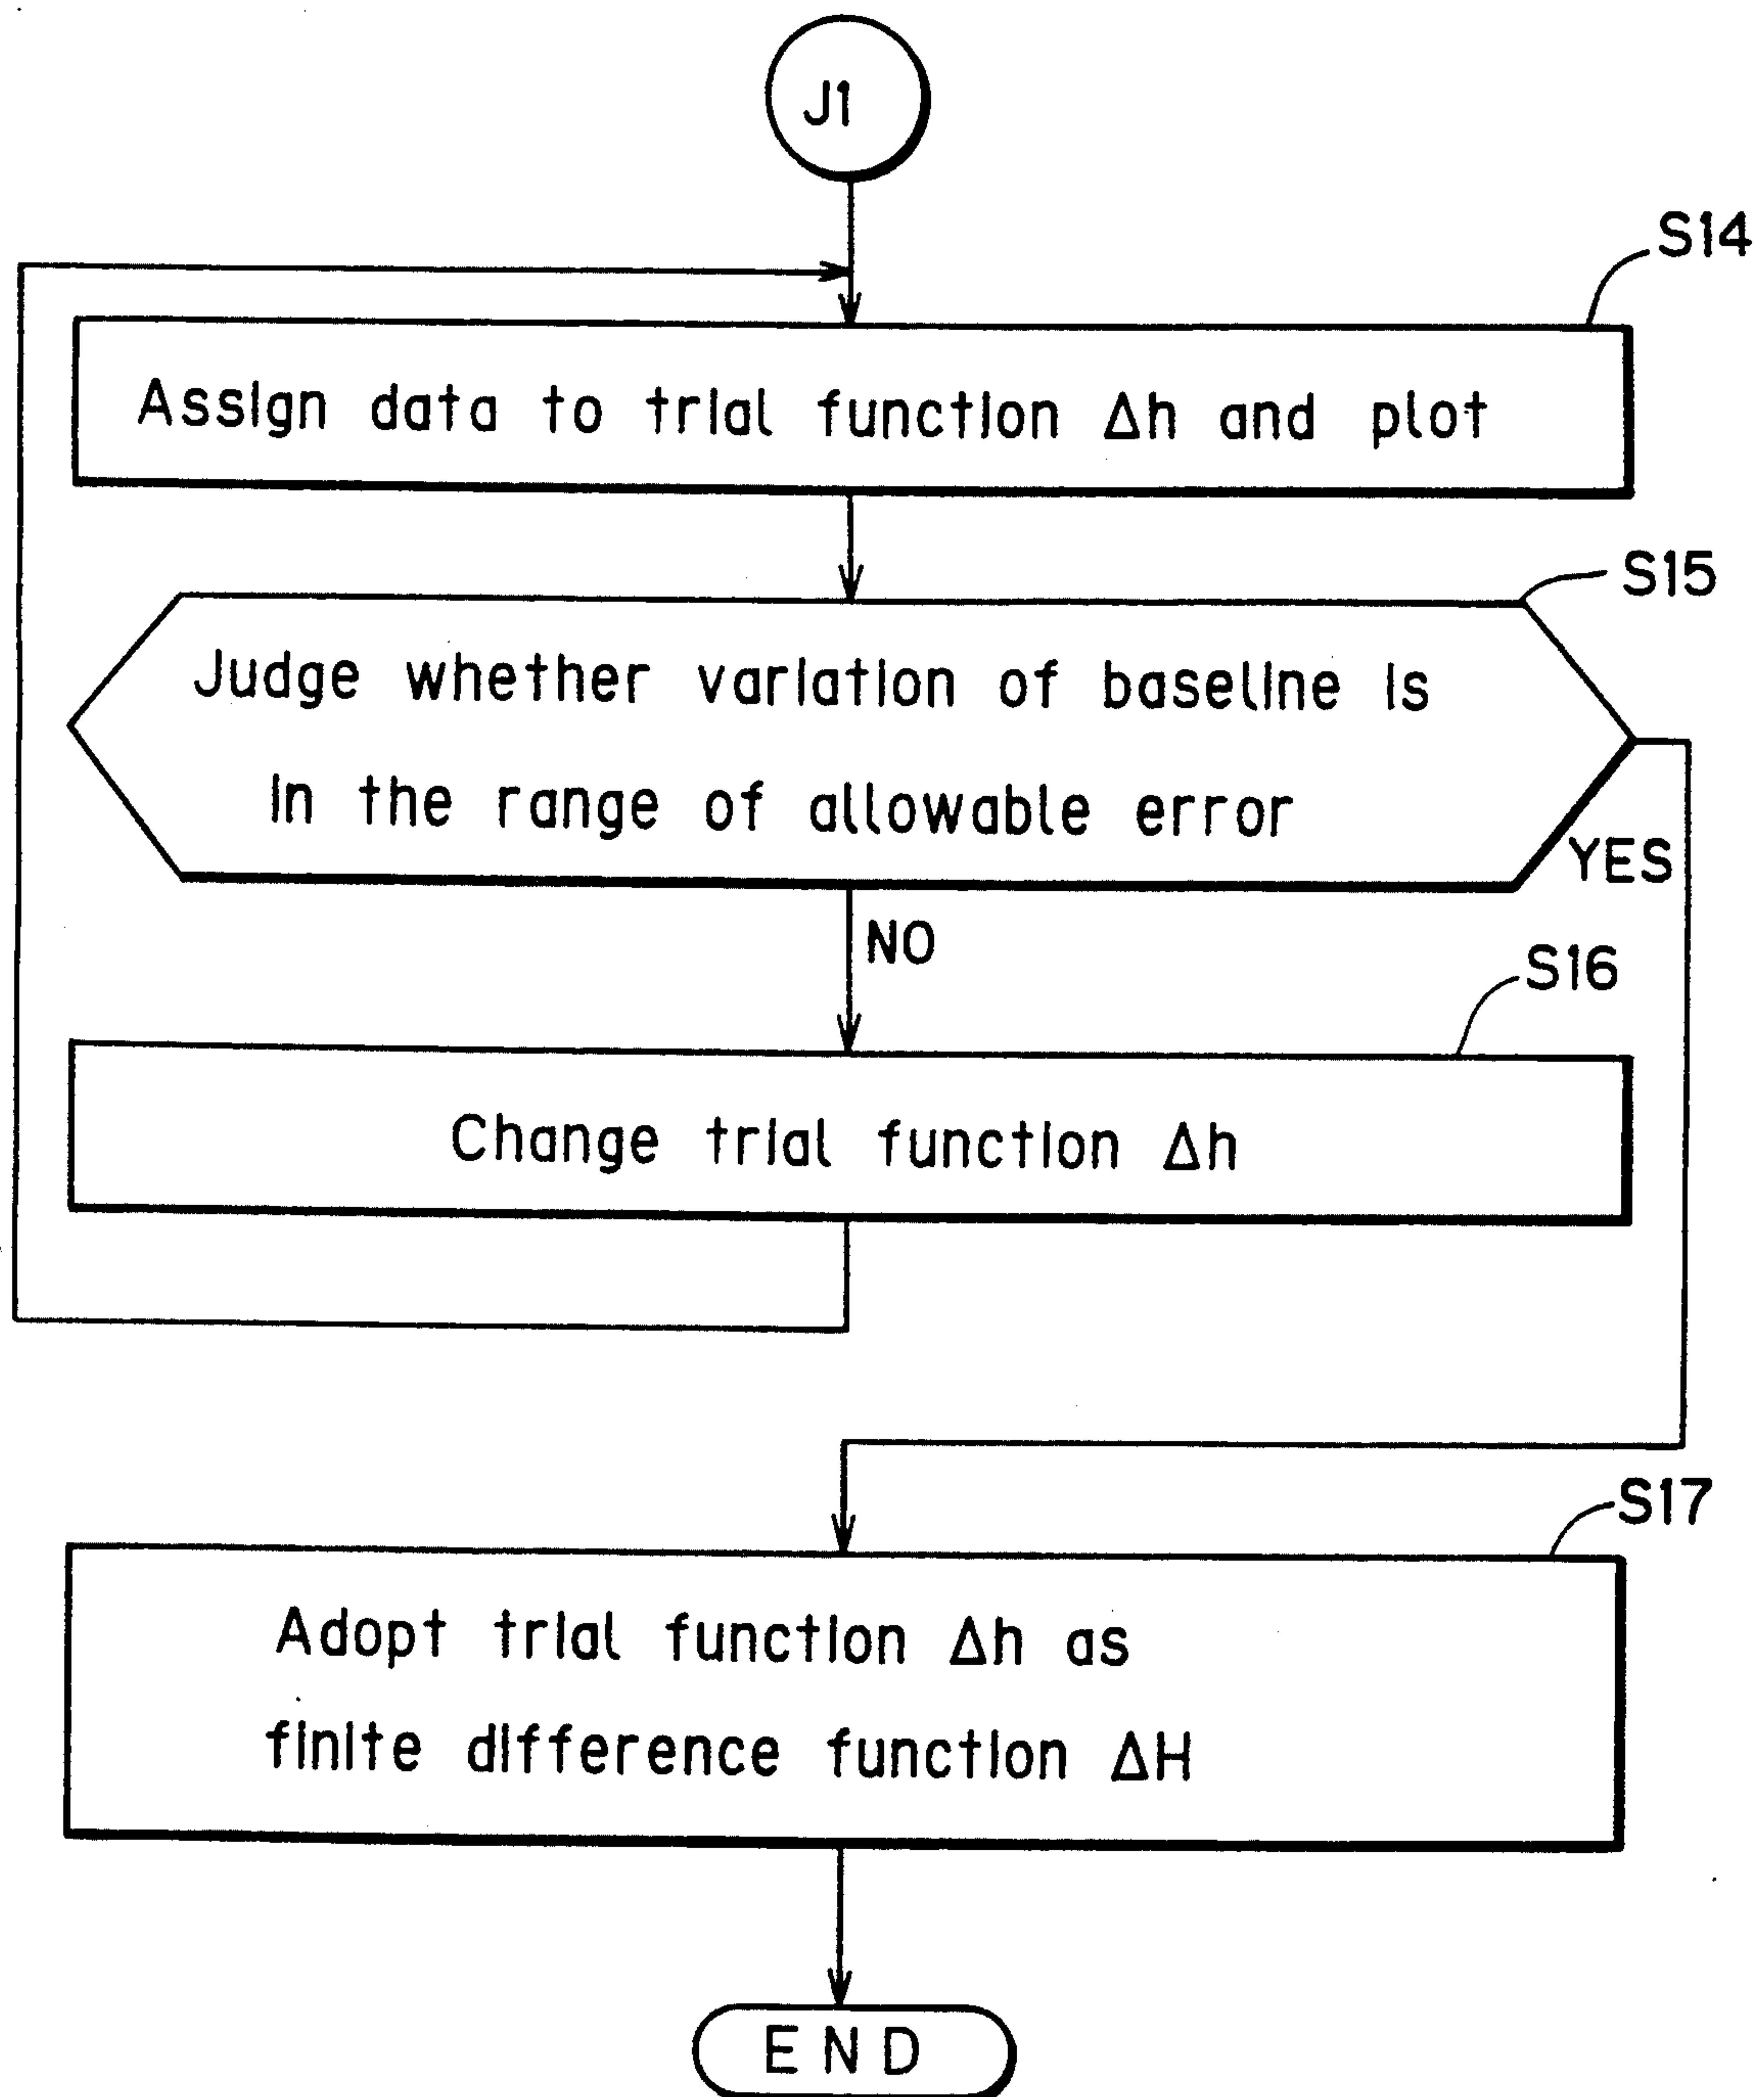 J1
S14
Assign data to trial function Δh and plot
S15
Judge whether variation of baseline is
in the range of allowable error
YES
NO
S16
Change trial function Δh
S17
Adopt trial function Δh as
finite difference function ΔH
END